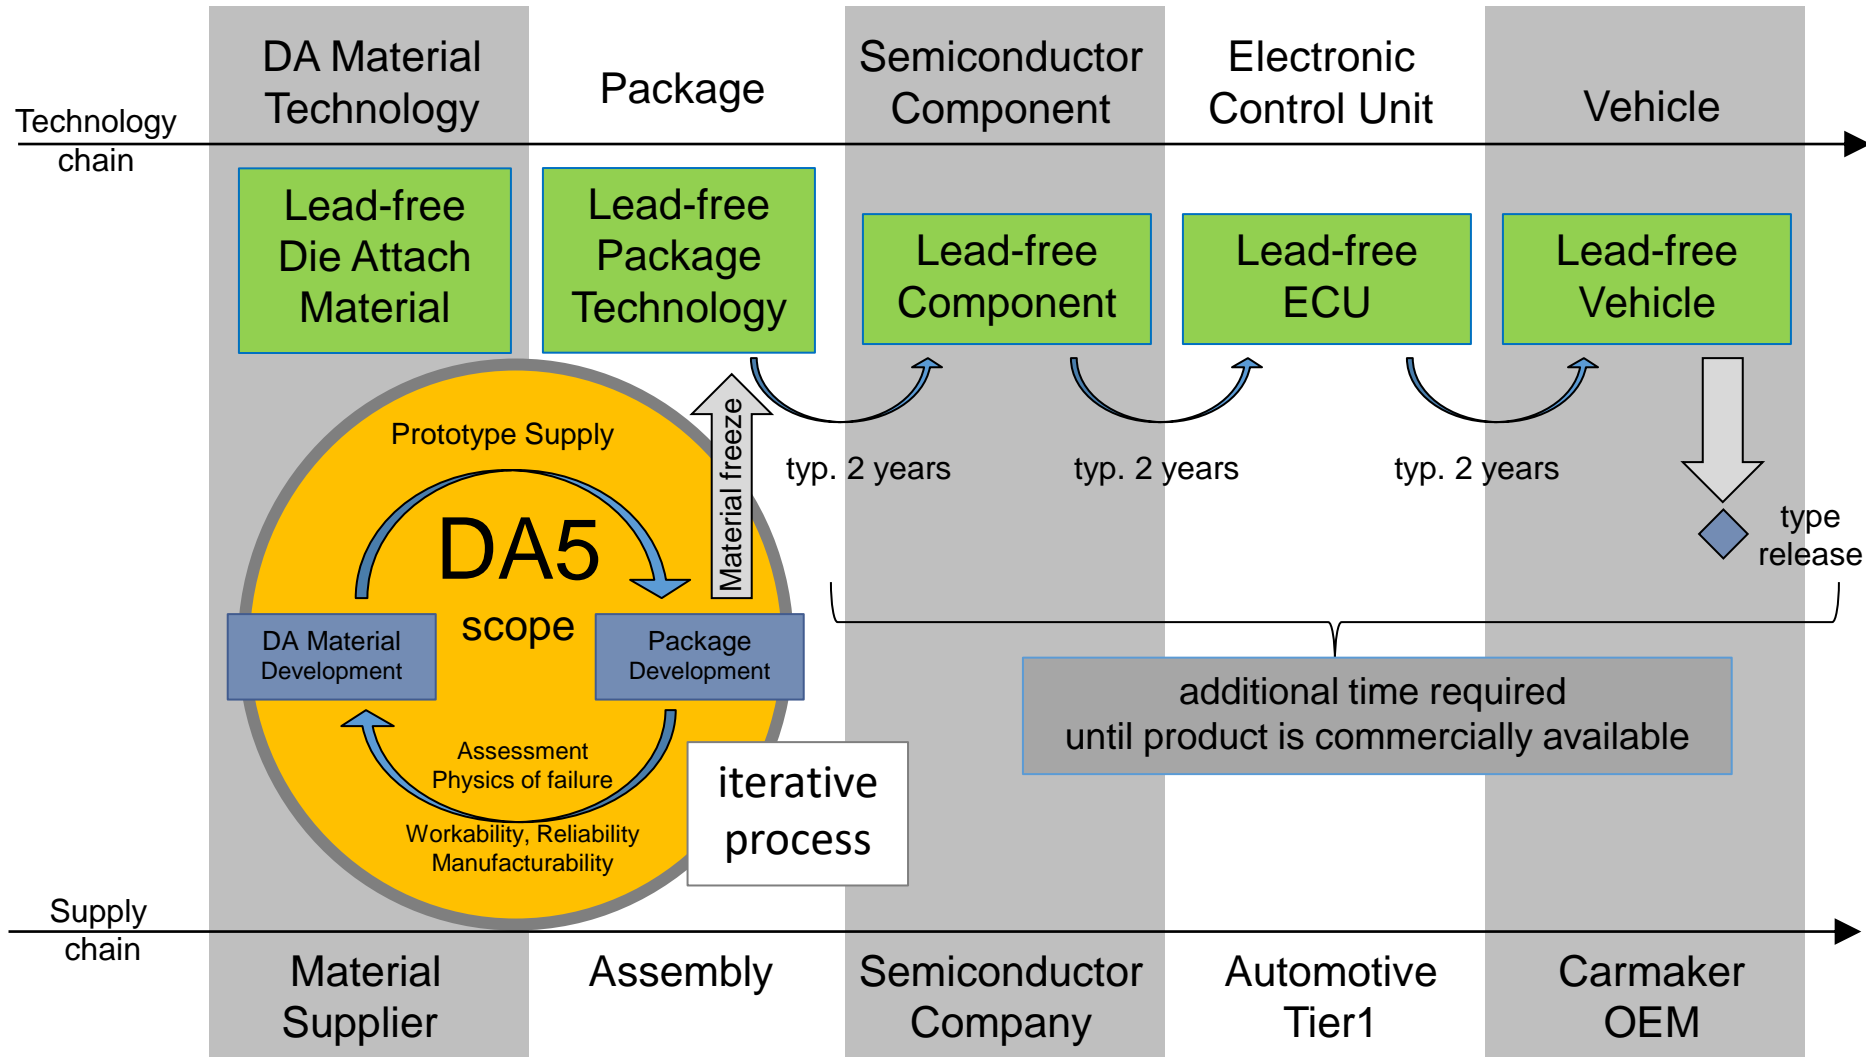 DA Material
Technology
Package
Semiconductor
Component
Electronic
Control Unit
Vehicle
Technology
chain
Lead-free
Die Attach
Material
Lead-free
Package
Technology
Lead-free
Component
Lead-free
ECU
Lead-free
Vehicle
Prototype Supply
Material freeze
typ. 2 years
typ. 2 years
typ. 2 years
DA5
scope
type
release
DA Material
Development
Package
Development
additional time required
until product is commercially available
Assessment
Physics of failure
Workability, Reliability
Manufacturability
iterative
process
Supply
chain
Material
Supplier
Assembly
Semiconductor
Company
Automotive
Tier1
Carmaker
OEM